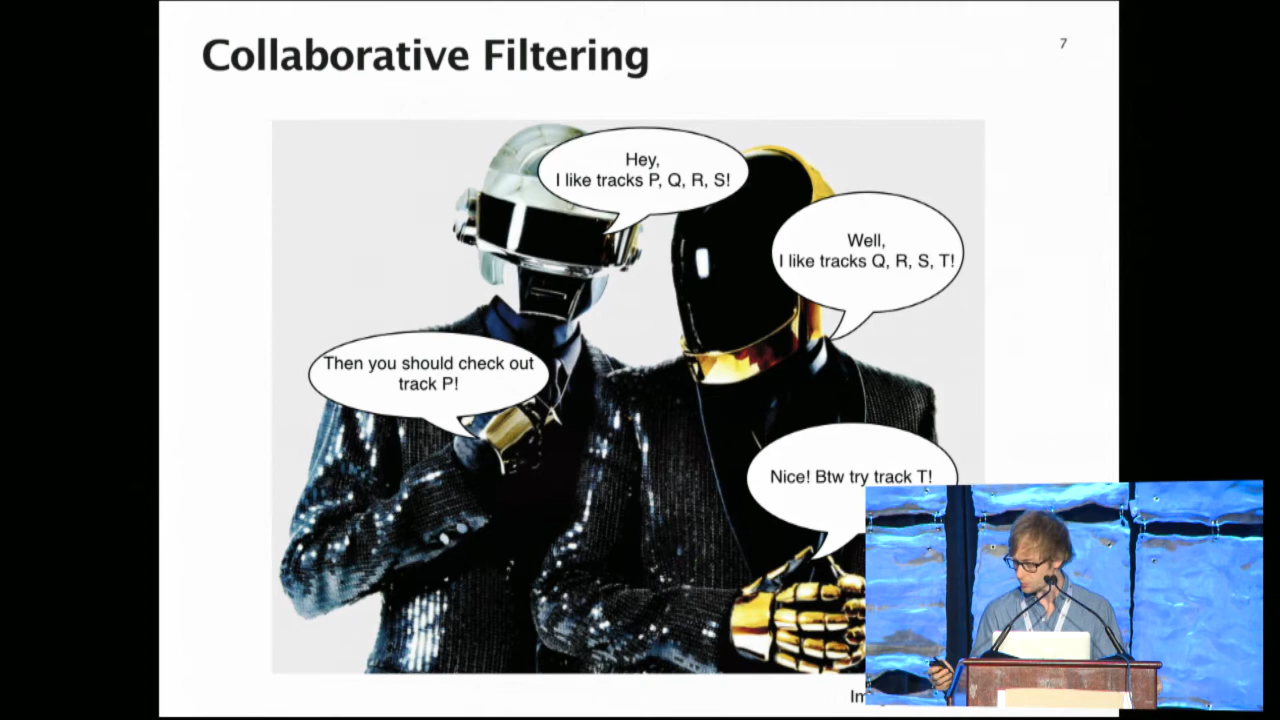 Collaborative Filtering
7
Hey,
I like tracks P, Q, R, S!
Well,
I like tracks Q, R, S, T!
Then you should check out
track P!
Nice! Btw try track T!